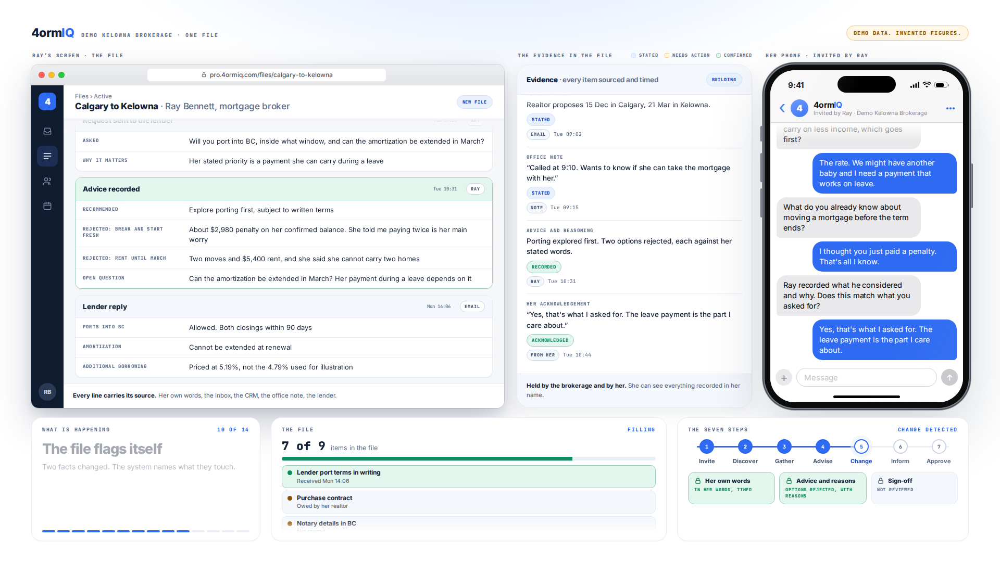 4ormIQ DEMO KELOWNA BROKERAGE · ONE FILE
DEMO DATA. INVENTED FIGURES.
RAY'S SCREEN · THE FILE
pro.4ormiq.com/files/calgary-to-kelowna
4
Files › Active
Calgary to Kelowna · Ray Bennett, mortgage broker
NEW FILE
Request sent to the lender
RAY
ASKED Will you port into BC, inside what window, and can the amortization be extended in March?
WHY IT MATTERS Her stated priority is a payment she can carry during a leave
Advice recorded Tue 10:31 RAY
RECOMMENDED Explore porting first, subject to written terms
REJECTED: BREAK AND START FRESH About $2,980 penalty on her confirmed balance. She told me paying twice is her main
worry
REJECTED: RENT UNTIL MARCH Two moves and $5,400 rent, and she said she cannot carry two homes
OPEN QUESTION Can the amortization be extended in March? Her payment during a leave depends on it
Lender reply Mon 14:06 EMAIL
PORTS INTO BC Allowed. Both closings within 90 days
AMORTIZATION Cannot be extended at renewal
ADDITIONAL BORROWING Priced at 5.19%, not the 4.79% used for illustration
RB
Every line carries its source. Her own words, the inbox, the CRM, the office note, the lender.
THE EVIDENCE IN THE FILE STATED NEEDS ACTION CONFIRMED
Evidence · every item sourced and timed BUILDING
Realtor proposes 15 Dec in Calgary, 21 Mar in Kelowna.
STATED
EMAIL Tue 09:02
OFFICE NOTE
“Called at 9:10. Wants to know if she can take the mortgage
with her.”
STATED
NOTE Tue 09:15
ADVICE AND REASONING
Porting explored first. Two options rejected, each against her
stated words.
RECORDED
RAY Tue 10:31
HER ACKNOWLEDGEMENT
“Yes, that's what I asked for. The leave payment is the part I
care about.”
ACKNOWLEDGED
FROM HER Tue 10:44
Held by the brokerage and by her. She can see everything recorded in her
name.
HER PHONE · INVITED BY RAY
9:41
4 4ormIQ
Invited by Ray · Demo Kelowna Brokerage
carry on less income, which goes
first?
The rate. We might have another
baby and I need a payment that
works on leave.
What do you already know about
moving a mortgage before the term
ends?
I thought you just paid a penalty.
That's all I know.
Ray recorded what he considered
and why. Does this match what you
asked for?
Yes, that's what I asked for. The
leave payment is the part I care
about.
Message
WHAT IS HAPPENING 10 OF 14
The file flags itself
Two facts changed. The system names what they touch.
THE FILE FILLING
7 of 9 items in the file
Lender port terms in writing
Received Mon 14:06
Purchase contract
Owed by her realtor
Notary details in BC
THE SEVEN STEPS CHANGE DETECTED
1 2 3 4 5 6 7
Invite Discover Gather Advise Change Inform Approve
Her own words
IN HER WORDS, TIMED
Advice and reasons
OPTIONS REJECTED, WITH
REASONS
Sign-off
NOT REVIEWED